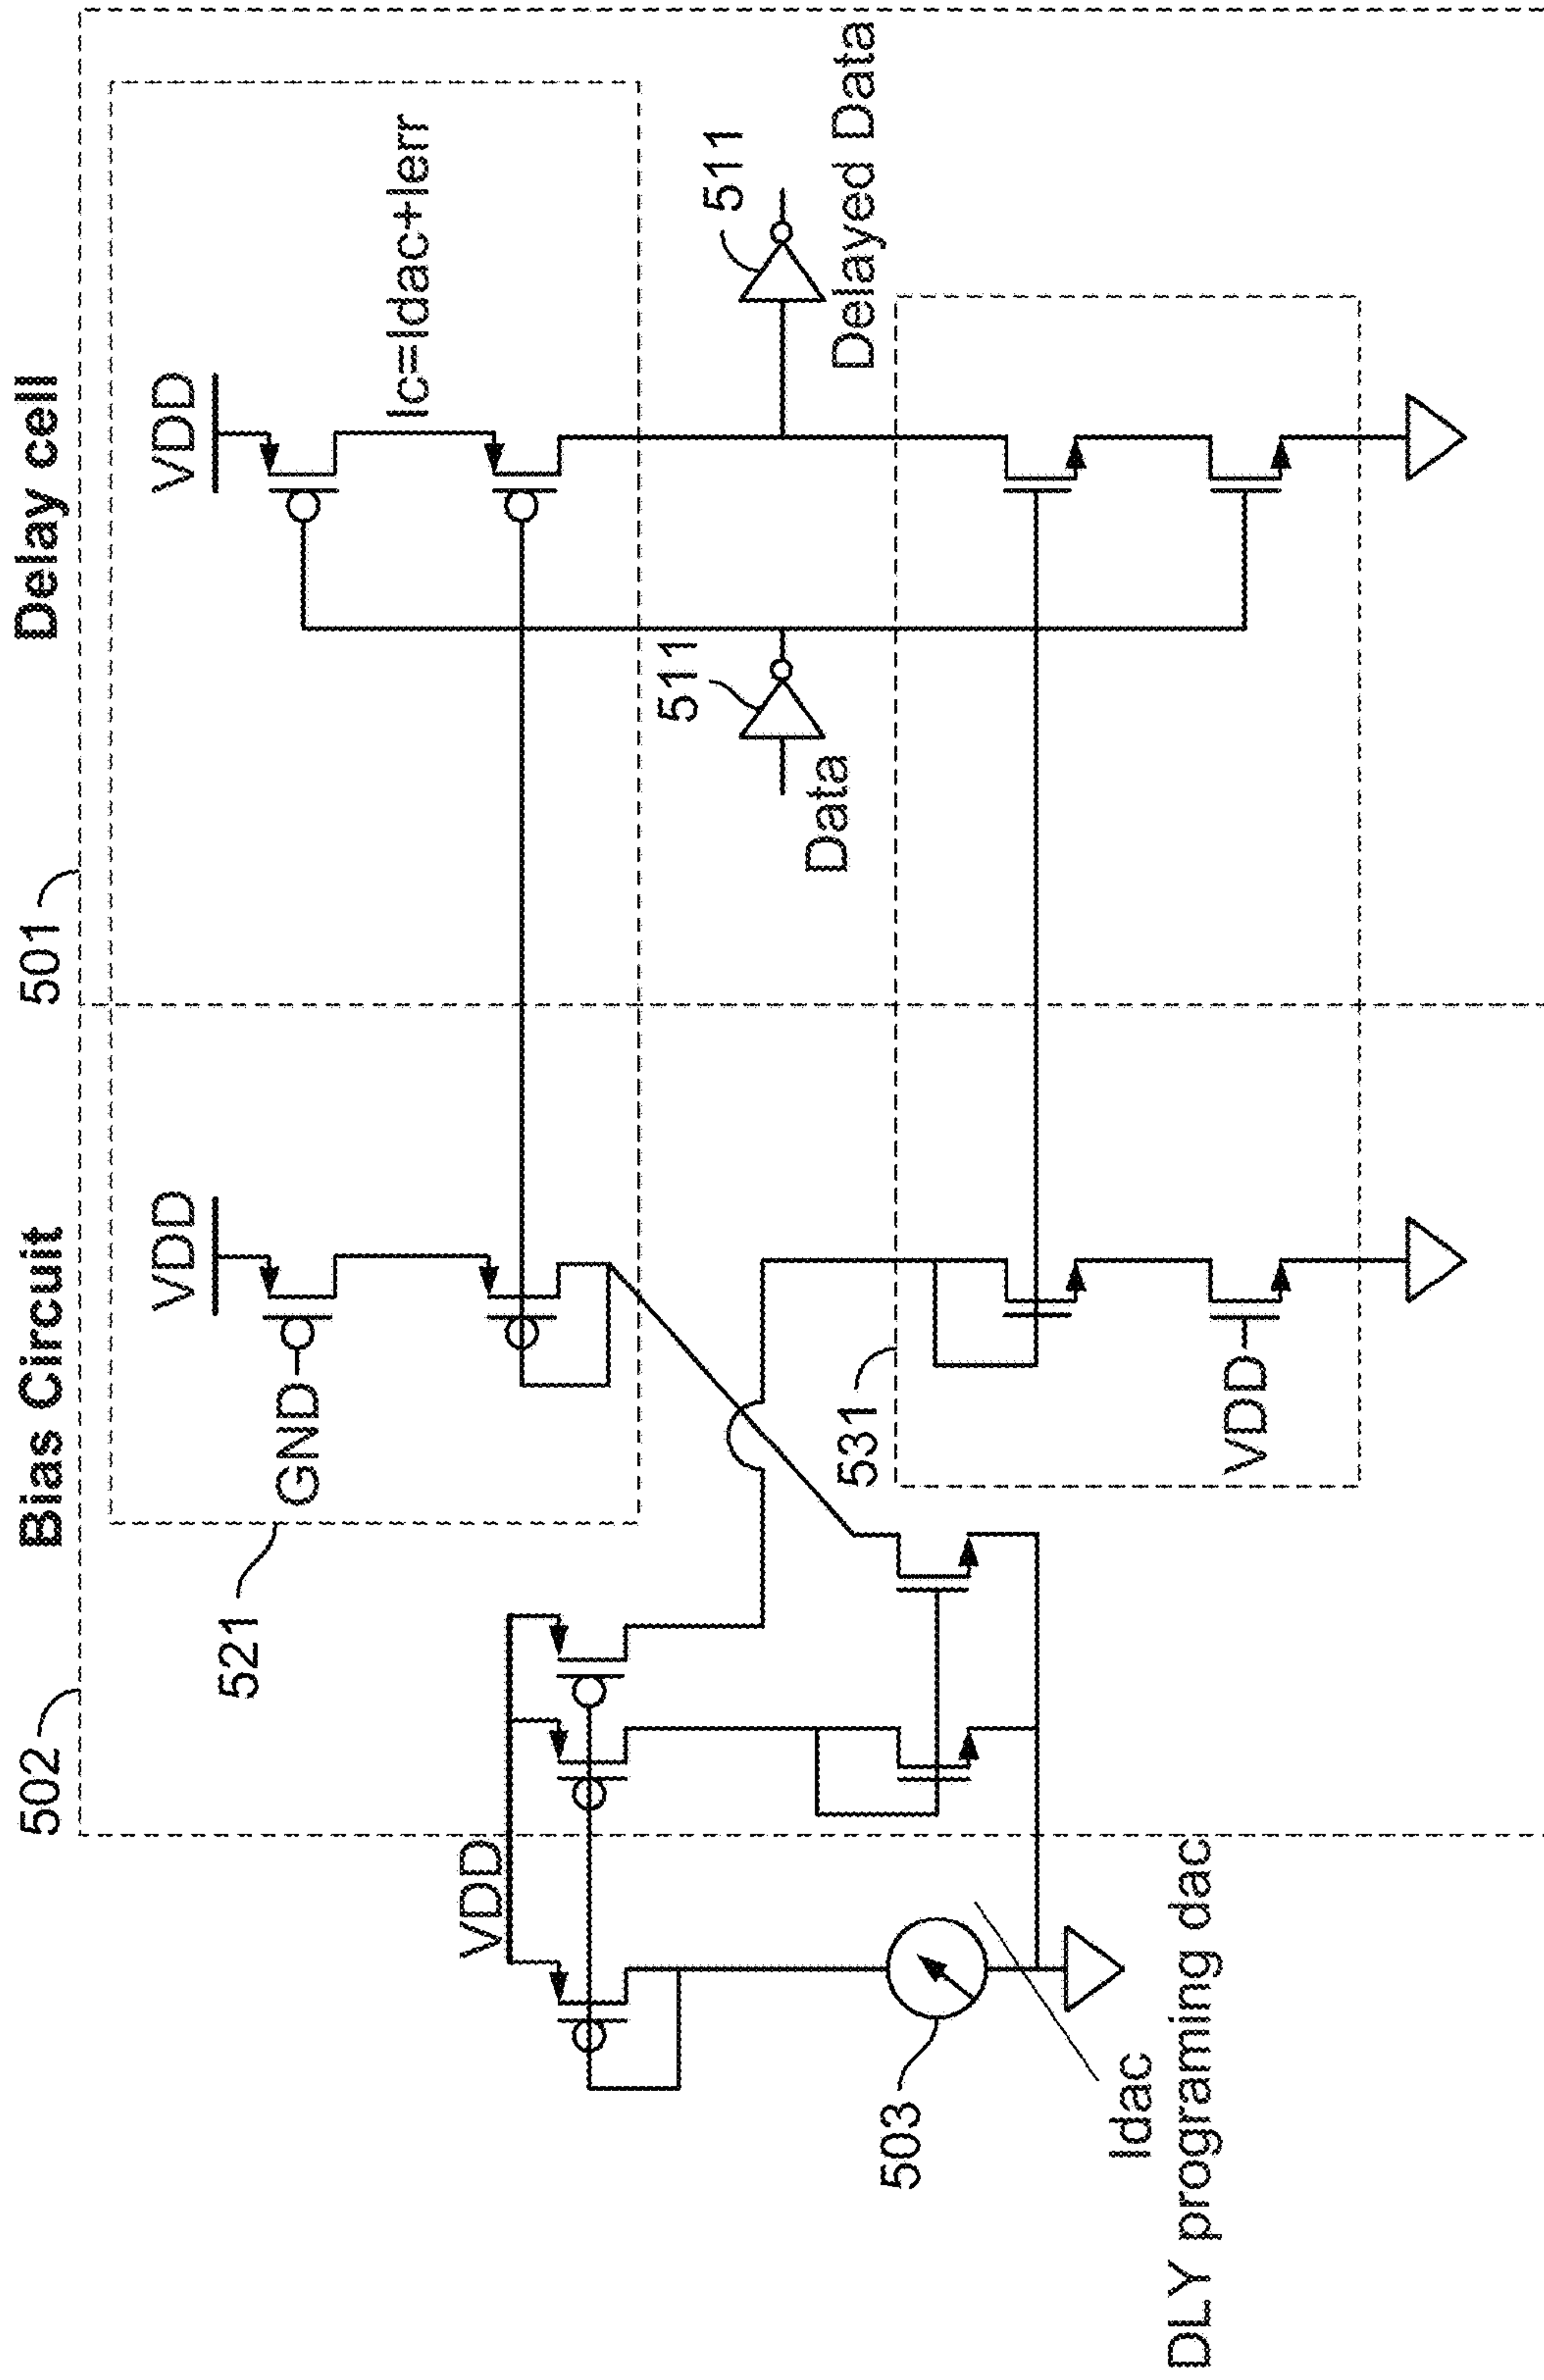 Bias Circuit
Delay cell
502
501
521
VDD
VDD
GND
Ic=Idac+Ierr
VDD
511
511
Data
Delayed Data
531
VDD
503
Idac
DLY programing dac